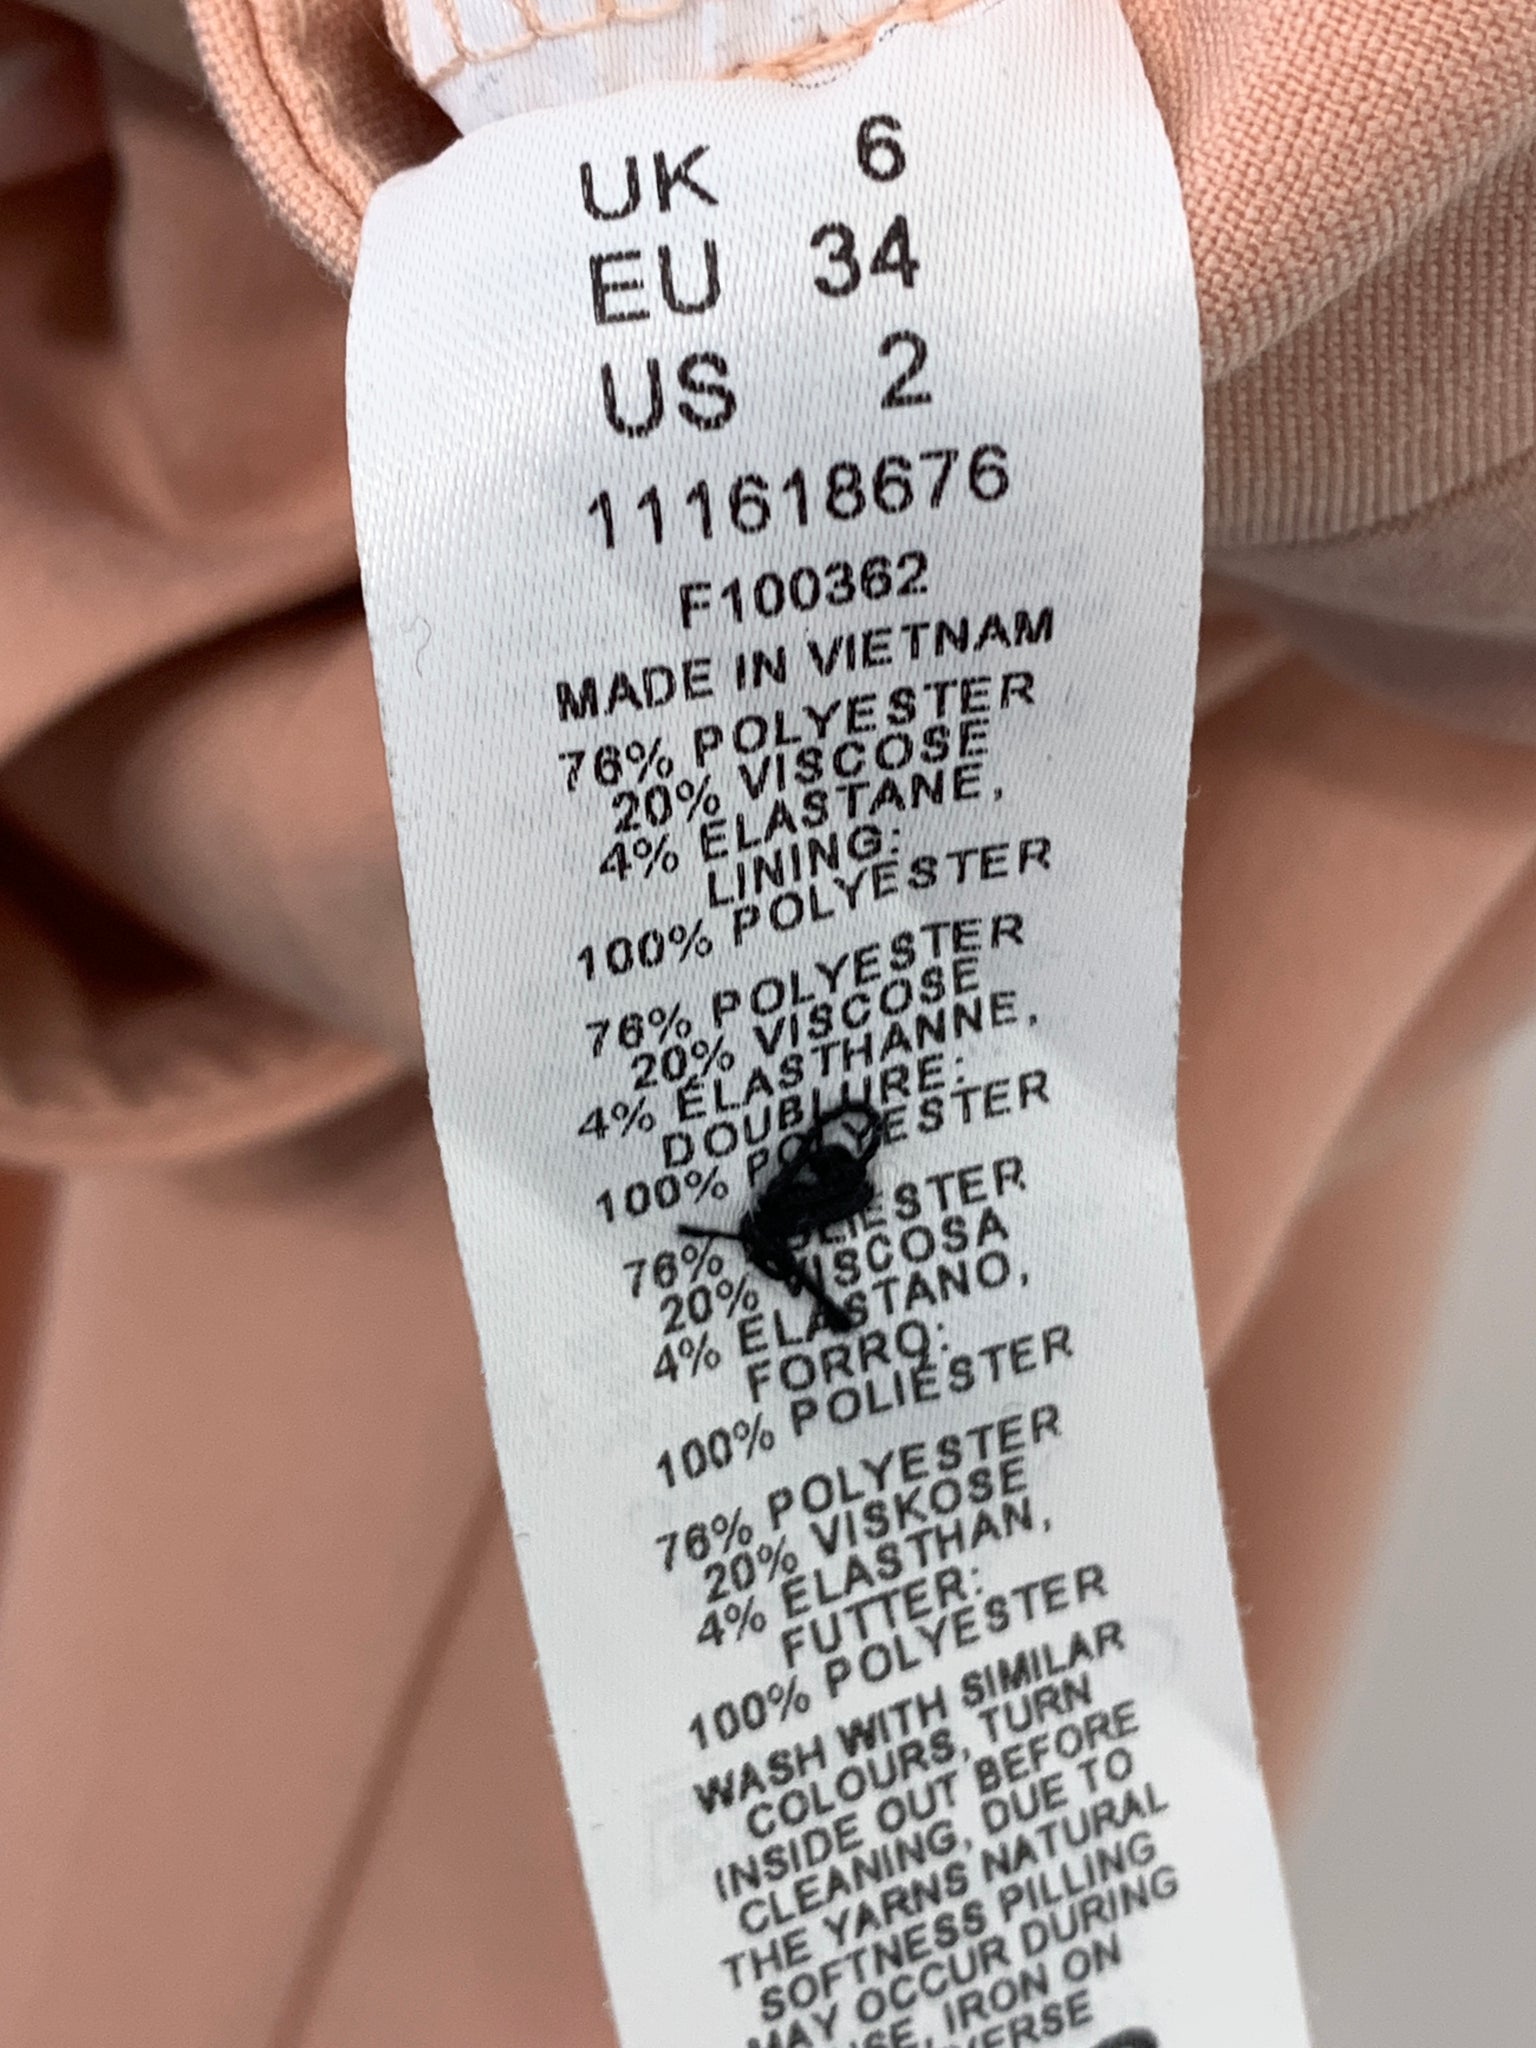 UK 6
EU 34
US 2
111618676
F100362
MADE IN VIETNAM
76% POLYESTER
20% VISCOSE
4% ELASTANE,
LINING:
100% POLYESTER
76% POLYESTER
20% VISCOSE
4% ELASTHANNE,
DOUBLURE:
100% POLYESTER
76% POLIESTER
20% VISCOSA
4% ELASTANO,
FORRO:
100% POLIESTER
76% POLYESTER
20% VISKOSE
4% ELASTHAN,
FUTTER:
100% POLYESTER
WASH WITH SIMILAR
COLOURS, TURN
INSIDE OUT BEFORE
CLEANING, DUE TO
THE YARNS NATURAL
SOFTNESS PILLING
MAY OCCUR DURING
IRON ON